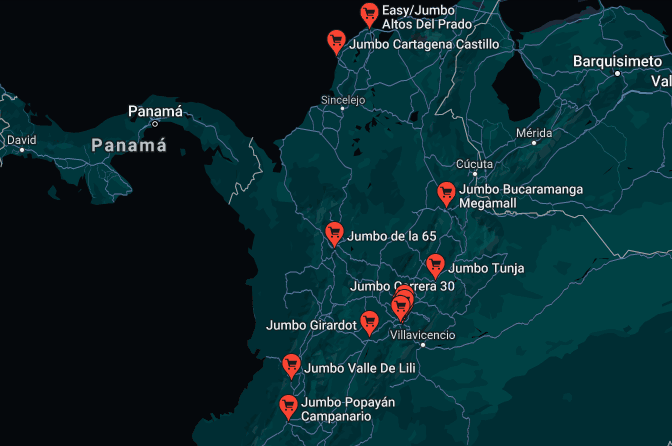 Easy/Jumbo
Altos Del Prado
Jumbo Cartagena Castillo
Barquisimeto
Val
Sincelejo
Panamá
David
Panamá
Mérida
Cúcuta
Jumbo Bucaramanga
Megamall
Jumbo de la 65
Jumbo Tunja
Jumbo Carrera 30
Jumbo Girardot
Villavicencio
Jumbo Valle De Lili
Jumbo Popayán
Campanario